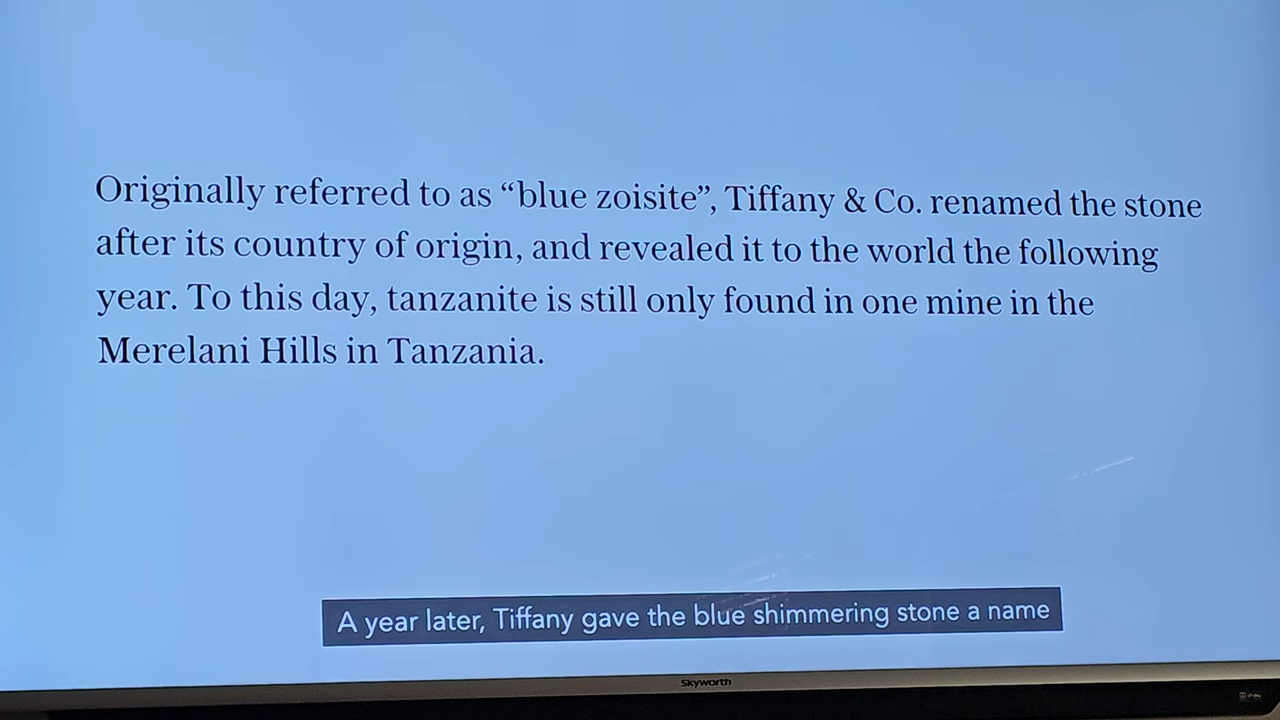 Originally referred to as “blue zoisite”, Tiffany & Co. renamed the stone
after its country of origin, and revealed it to the world the following
year. To this day, tanzanite is still only found in one mine in the
Merelani Hills in Tanzania.
A year later, Tiffany gave the blue shimmering stone a name
Skyworth